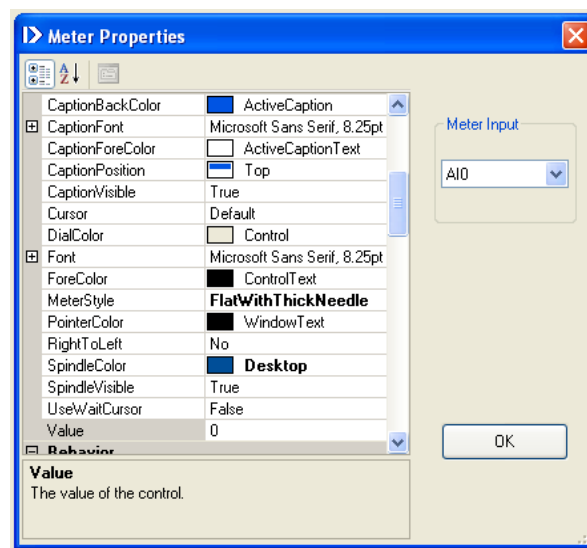 Meter Properties
CaptionBackColor ActiveCaption
CaptionFont Microsoft Sans Serif, 8.25pt
CaptionForeColor ActiveCaptionText
CaptionPosition Top
CaptionVisible True
Cursor Default
DialColor Control
Font Microsoft Sans Serif, 8.25pt
ForeColor ControlText
MeterStyle FlatWithThickNeedle
PointerColor WindowText
RightToLeft No
SpindleColor Desktop
SpindleVisible True
UseWaitCursor False
Value 0
Behavior
Value
The value of the control.
Meter Input
AI0
OK